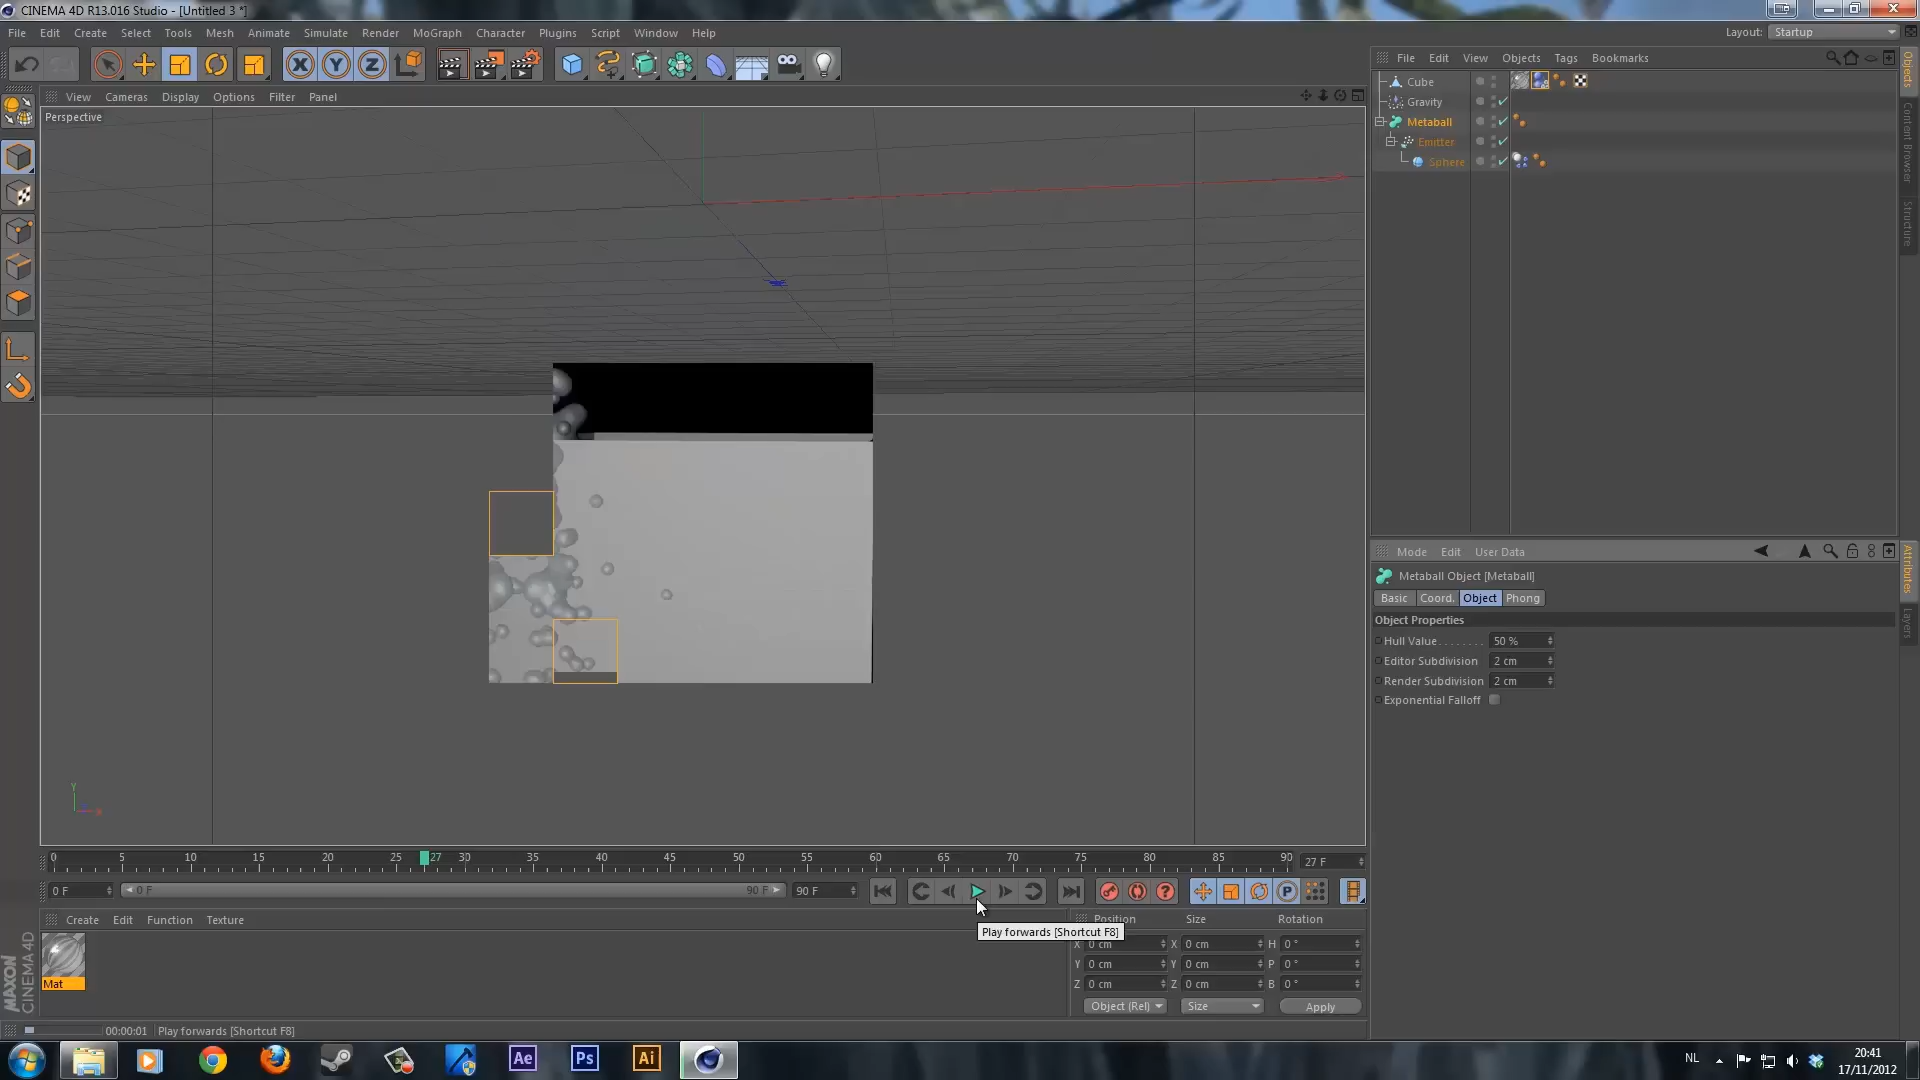 CINEMA 4D R13.016 Studio - [Untitled 3 *]
File Edit Create Select Tools Mesh Animate Simulate Render MoGraph Character Plugins Script Window Help
Layout: Startup
X Y Z
File Edit View Objects Tags Bookmarks
View Cameras Display Options Filter Panel
Perspective
Cube
Gravity
Metaball
Emitter
Sphere
Objects
Content Browser
Structure
Mode Edit User Data
Metaball Object [Metaball]
Basic Coord. Object Phong
Object Properties
Hull Value 50 %
Editor Subdivision 2 cm
Render Subdivision 2 cm
Exponential Falloff
Attributes
Layers
Y
0 5 10 15 20 25 27 30 35 40 45 50 55 60 65 70 75 80 85 90 27 F
0 F 0 F 90 F 90 F P
Create Edit Function Texture
Position Size Rotation
Play forwards [Shortcut F8]
X 0 cm X 0 cm H 0 °
Y 0 cm Y 0 cm P 0 °
Z 0 cm Z 0 cm B 0 °
Object (Rel) Size Apply
Mat
MAXON CINEMA 4D
00:00:01 Play forwards [Shortcut F8]
Ae Ps Ai
NL
20:41
17/11/2012